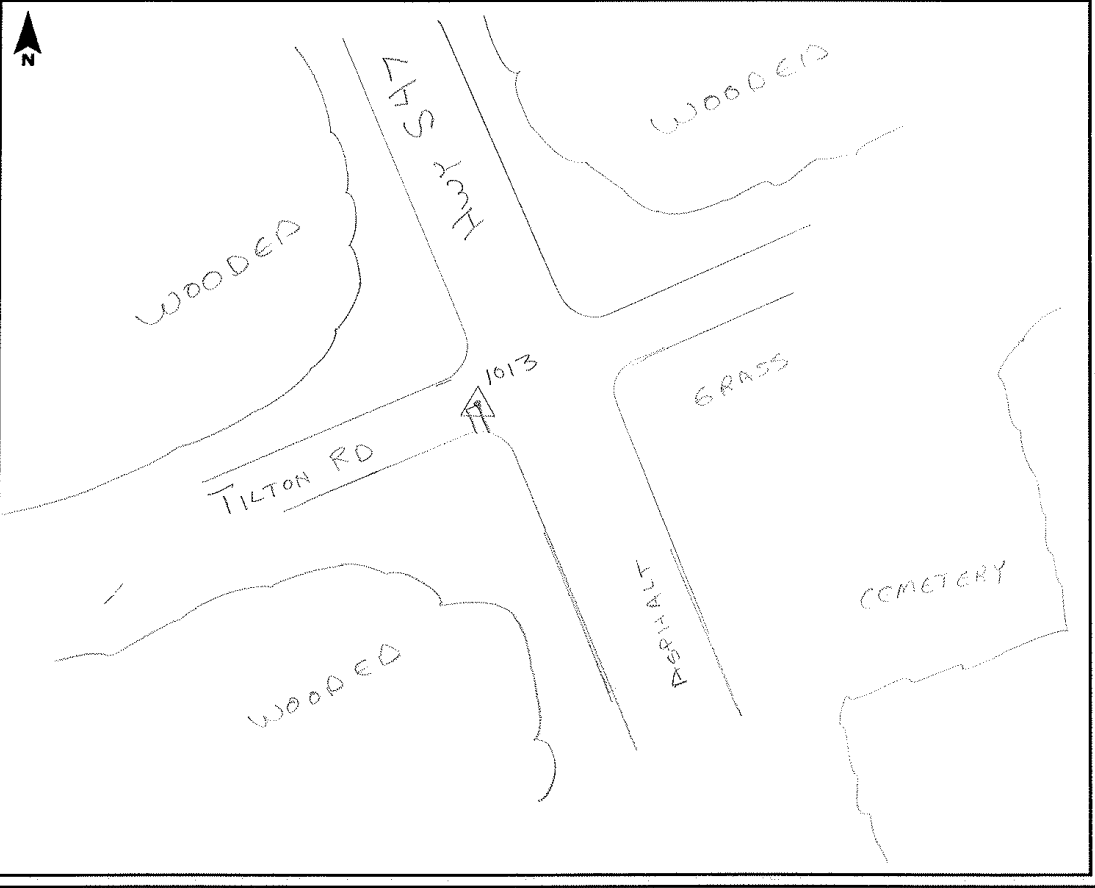 N
WOODED
HWY 547
WOODED
1013
GRASS
TILTON RD
CEMETERY
ASPHALT
WOODED